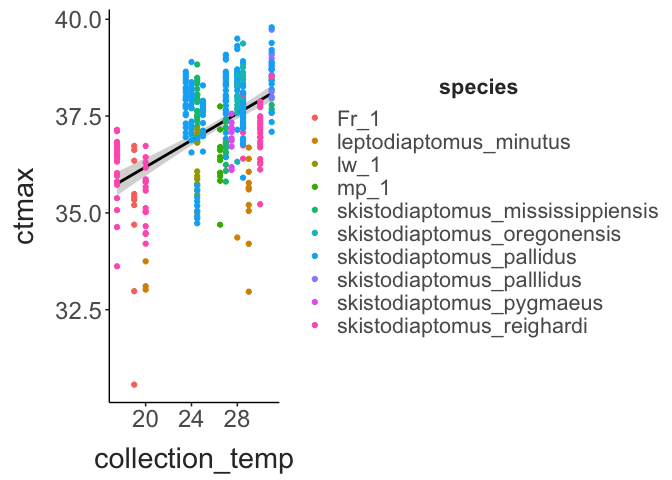 40.0
37.5
35.0
32.5
ctmax
20 24 28
collection_temp
species
Fr_1
leptodiaptomus_minutus
lw_1
mp_1
skistodiaptomus_mississippiensis
skistodiaptomus_oregonensis
skistodiaptomus_pallidus
skistodiaptomus_palllidus
skistodiaptomus_pygmaeus
skistodiaptomus_reighardi